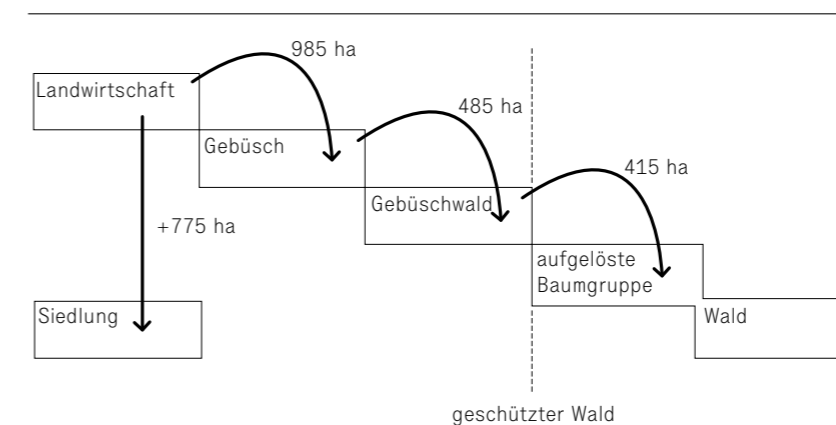 985 ha
Landwirtschaft
485 ha
Gebüsch
415 ha
Gebüschwald
+775 ha
aufgelöste
Baumgruppe
Siedlung
Wald
geschützter Wald